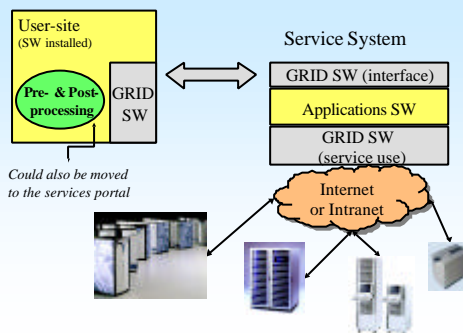 User-site
(SW installed)
Pre- & Post-
processing
GRID
SW
Could also be moved
to the services portal
Service System
GRID SW (interface)
Applications SW
GRID SW
(service use)
Internet
or Intranet